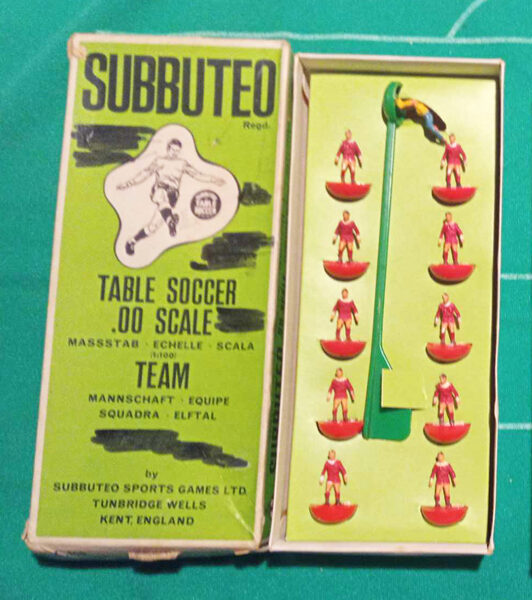 SUBBUTEO
Regd.
TABLE SOCCER
.00 SCALE
MASSSTAB · ECHELLE · SCALA
(1:100)
TEAM
MANNSCHAFT · EQUIPE
SQUADRA · ELFTAL
by
SUBBUTEO SPORTS GAMES LTD.
TUNBRIDGE WELLS
KENT, ENGLAND
SUBBUTEO